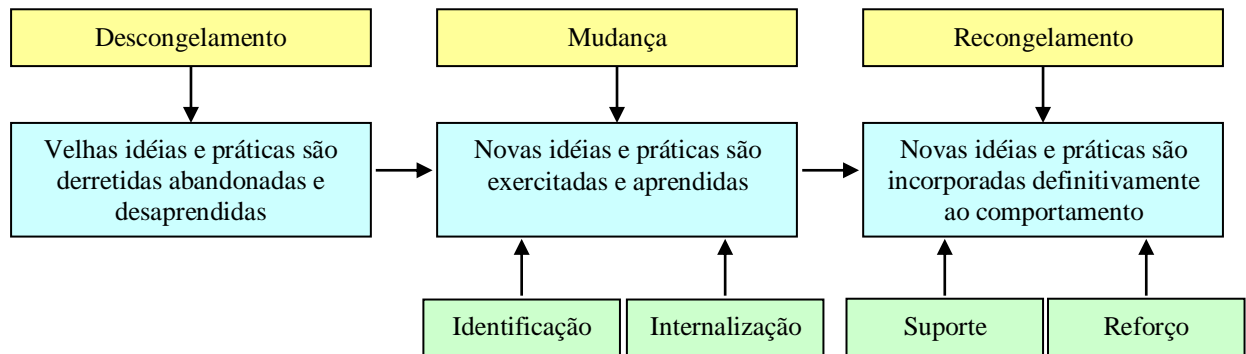 Descongelamento
Mudança
Recongelamento
Velhas idéias e práticas são
derretidas abandonadas e
desaprendidas
Novas idéias e práticas são
exercitadas e aprendidas
Novas idéias e práticas são
incorporadas definitivamente
ao comportamento
Identificação
Internalização
Suporte
Reforço